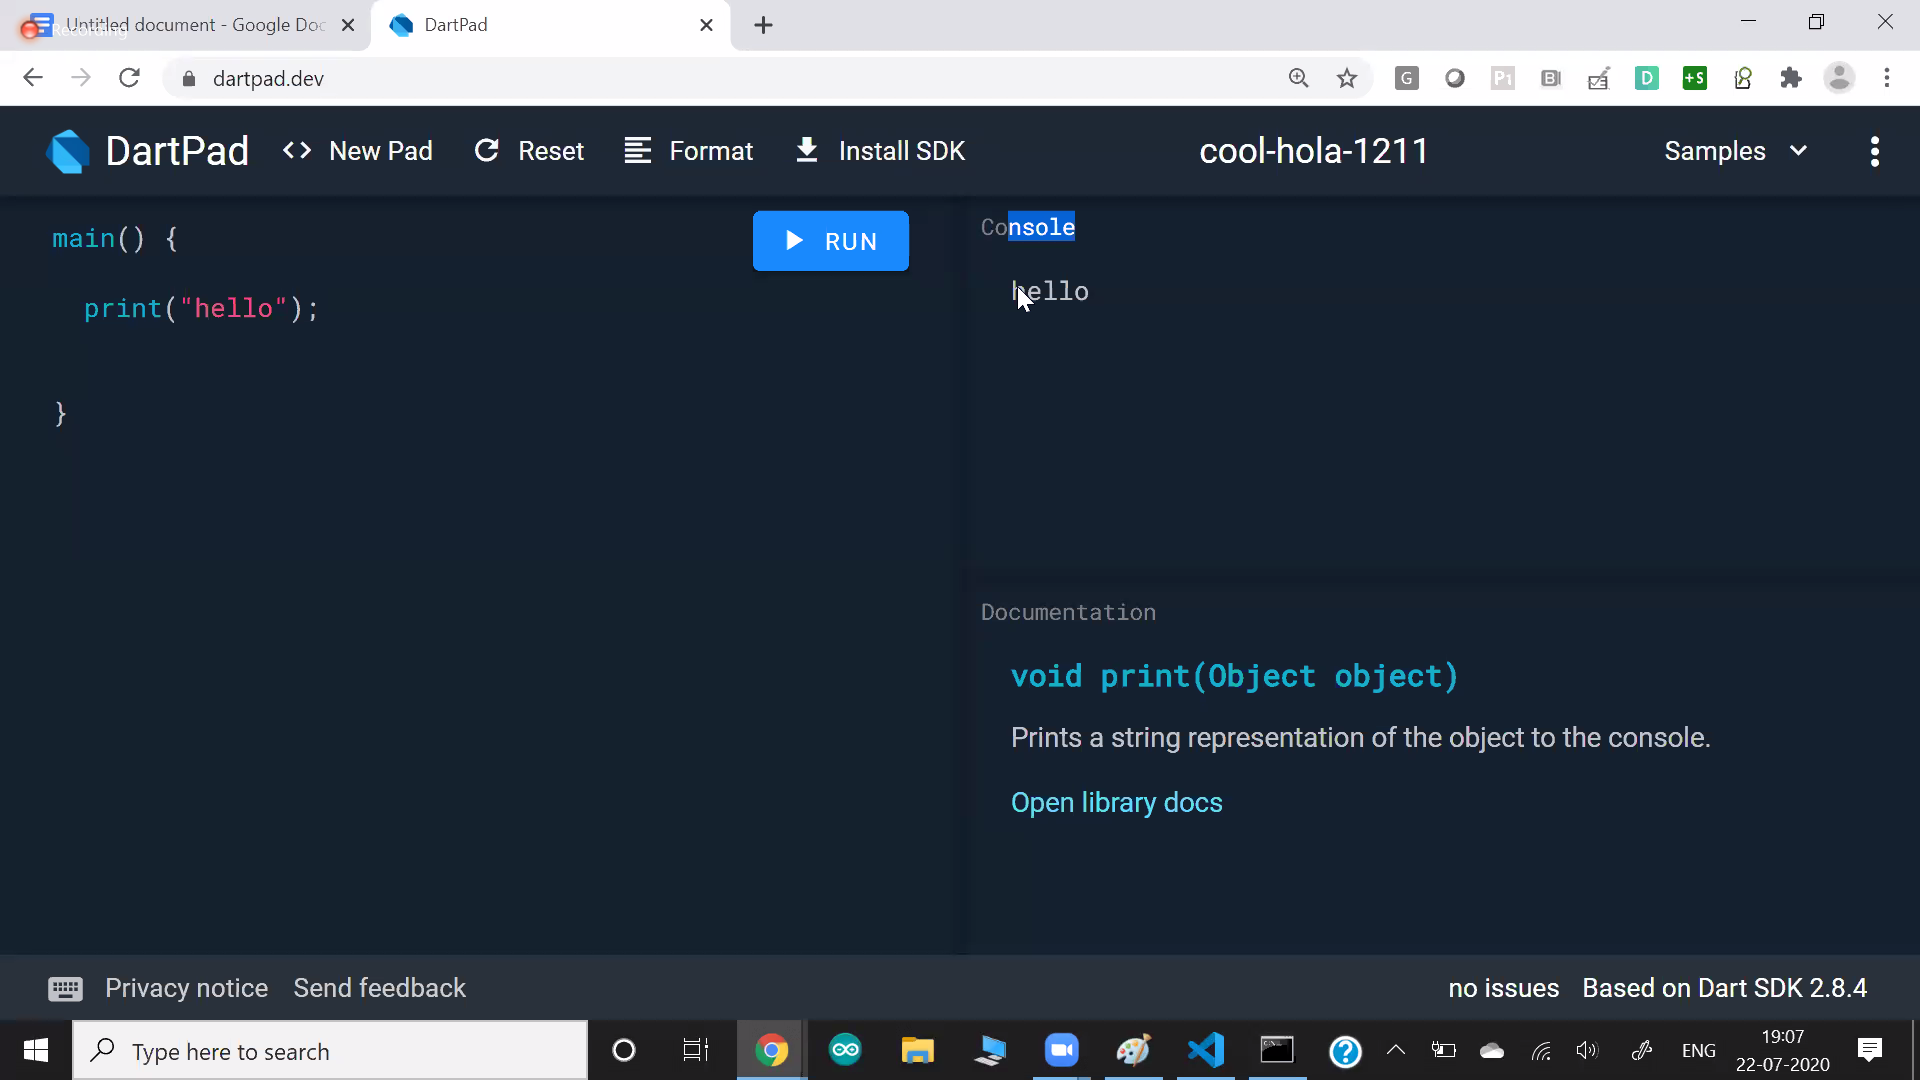 Untitled document - Google Doc
Recording
DartPad
dartpad.dev
DartPad
New Pad
Reset
Format
Install SDK
cool-hola-1211
Samples
main() {
RUN
print("hello");
}
Console
hello
Documentation
void print(Object object)
Prints a string representation of the object to the console.
Open library docs
Privacy notice
Send feedback
no issues
Based on Dart SDK 2.8.4
Type here to search
ENG
19:07
22-07-2020